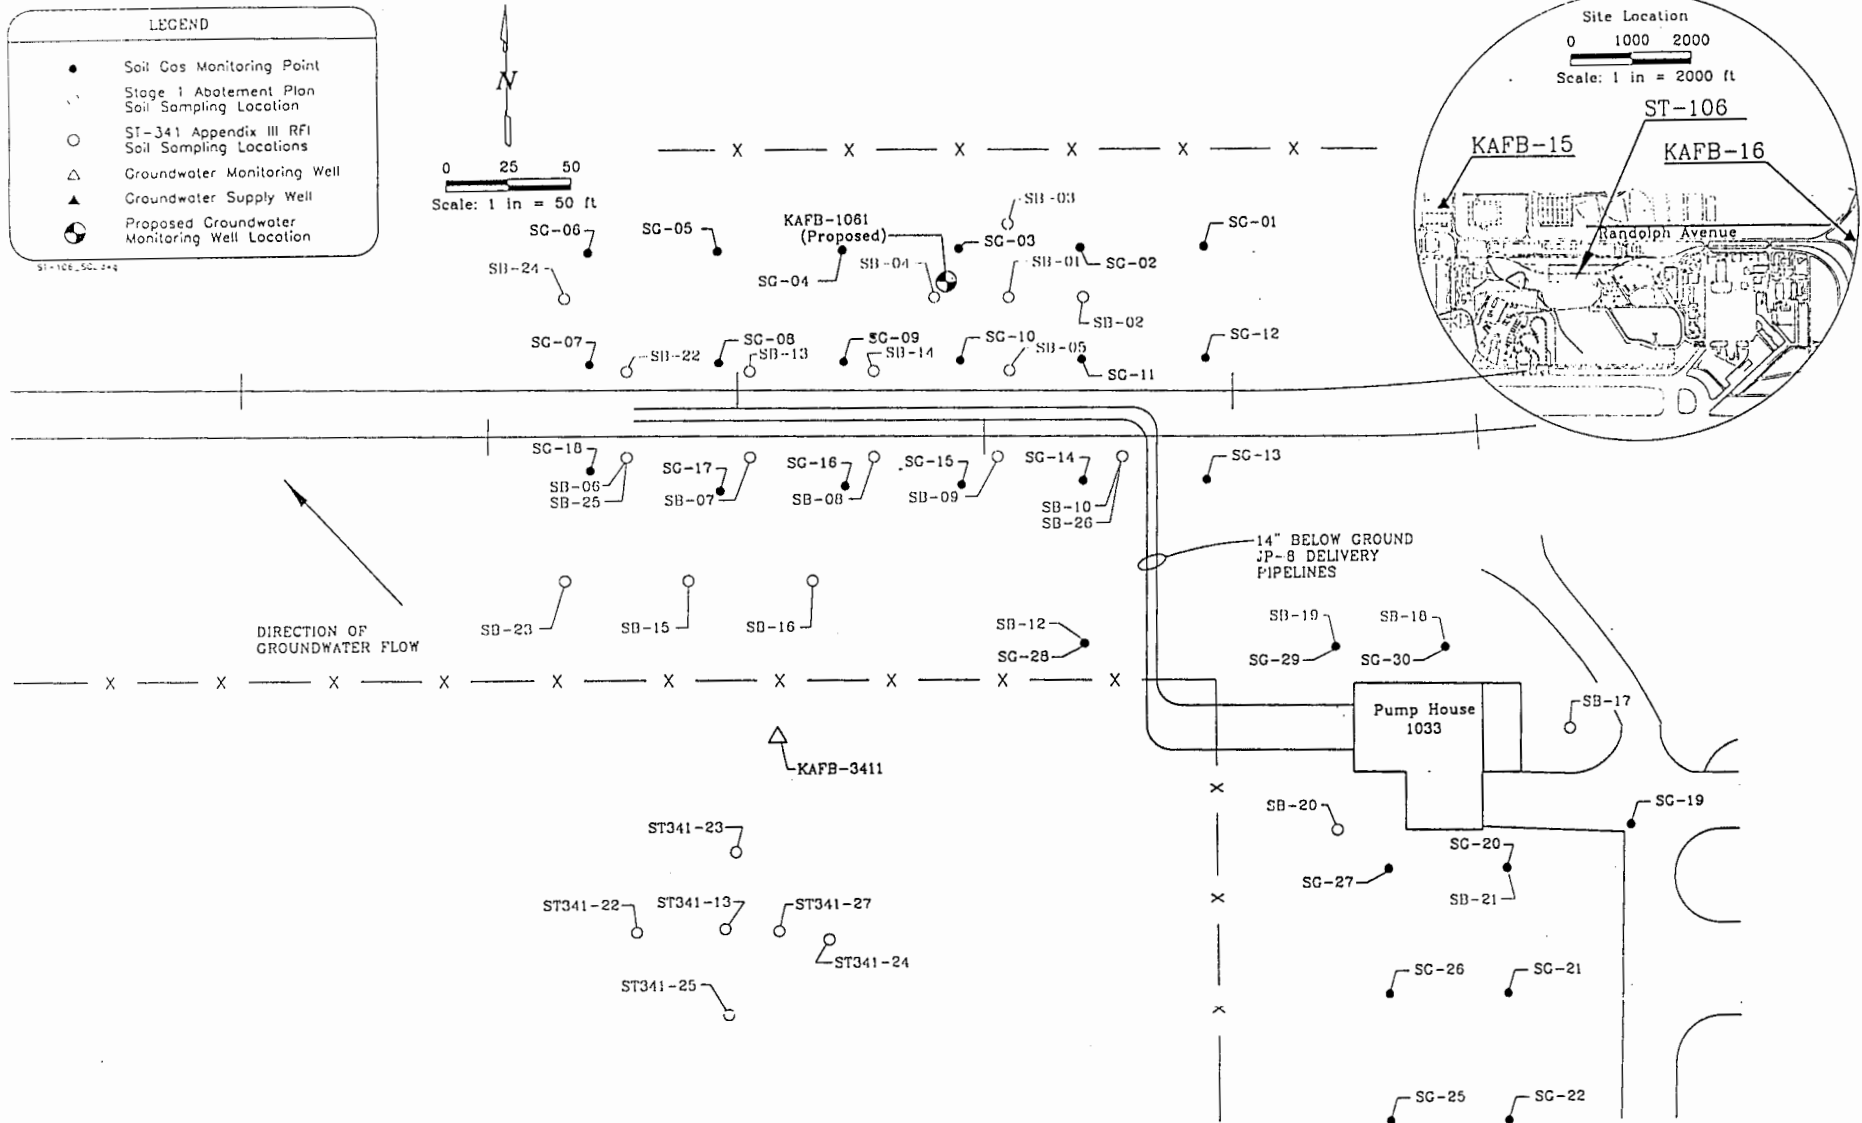 LEGEND
Soil Gas Monitoring Point
Stage 1 Abatement Plan
Soil Sampling Location
ST-341 Appendix III RFI
Soil Sampling Locations
Groundwater Monitoring Well
Groundwater Supply Well
Proposed Groundwater
Monitoring Well Location
N
0 25 50
Scale: 1 in = 50 ft
Site Location
0 1000 2000
Scale: 1 in = 2000 ft
ST-106
KAFB-15
KAFB-16
Randolph Avenue
X X X X X X
SB-03
KAFB-1061
(Proposed)
SG-06
SG-05
SG-03
SG-01
SB-24
SG-04
SB-04
SB-01
SG-02
SB-02
SG-07
SG-08
SG-09
SG-10
SG-12
SB-22
SB-13
SB-14
SB-05
SG-11
SG-18
SG-17
SG-16
SG-15
SG-14
SG-13
SB-06
SB-25
SB-07
SB-08
SB-09
SB-10
SB-26
14" BELOW GROUND
JP-8 DELIVERY
PIPELINES
DIRECTION OF
GROUNDWATER FLOW
SB-23
SB-15
SB-16
SB-12
SG-28
SB-19
SG-29
SB-18
SG-30
X X X X X X X X X X
Pump House
1033
SB-17
KAFB-3411
X
SB-20
SG-19
ST341-23
SG-20
SG-27
SB-21
X
ST341-22
ST341-13
ST341-27
ST341-24
SG-26
SG-21
ST341-25
X
SG-25
SG-22